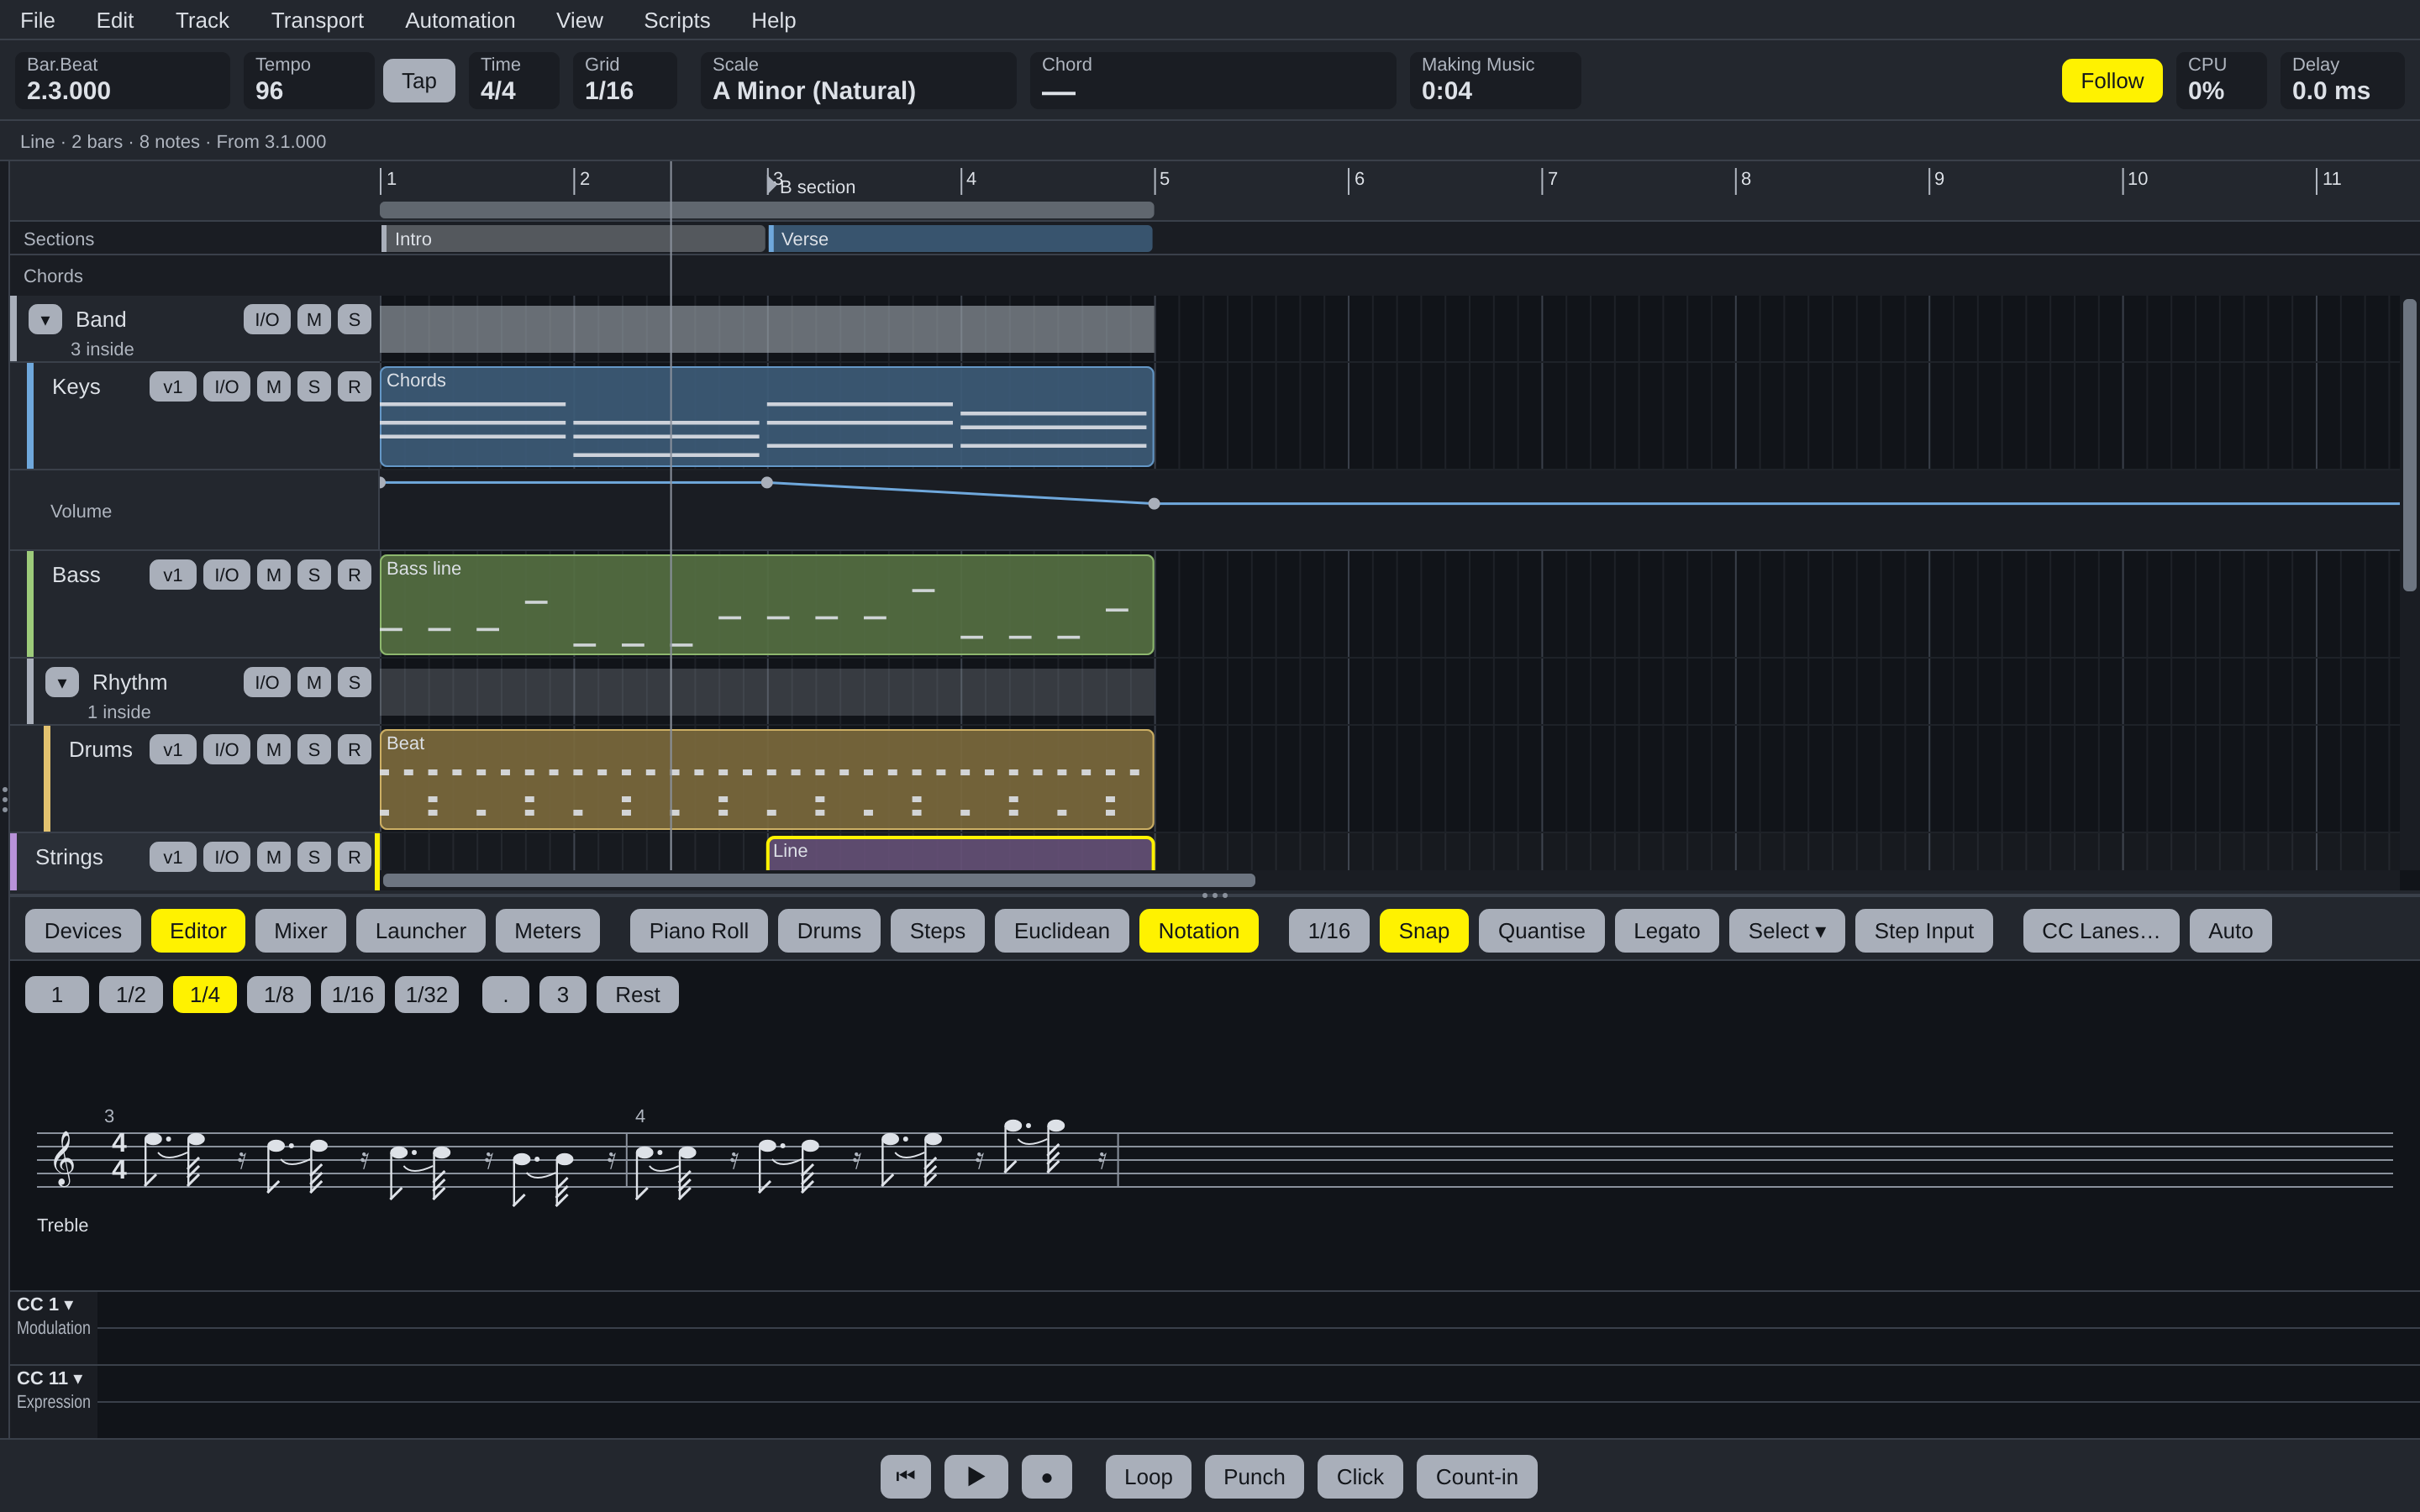 File Edit Track Transport Automation View Scripts Help
Bar.Beat Tempo Time Grid Scale Chord Making Music CPU Delay
2.3.000 96 Tap 4/4 1/16 A Minor (Natural) — 0:04 Follow 0% 0.0 ms
Line · 2 bars · 8 notes · From 3.1.000
1 2 3 4 5 6 7 8 9 10 11
B section
Sections Intro Verse
Chords
▾ Band I/O M S
3 inside
Keys v1 I/O M S R Chords
Volume
Bass v1 I/O M S R Bass line
▾ Rhythm I/O M S
1 inside
Drums v1 I/O M S R Beat
Strings v1 I/O M S R Line
Devices Editor Mixer Launcher Meters Piano Roll Drums Steps Euclidean Notation 1/16 Snap Quantise Legato Select ▾ Step Input CC Lanes… Auto
1 1/2 1/4 1/8 1/16 1/32 . 3 Rest
3 4
4
4
Treble
CC 1 ▾
Modulation
CC 11 ▾
Expression
Loop Punch Click Count-in